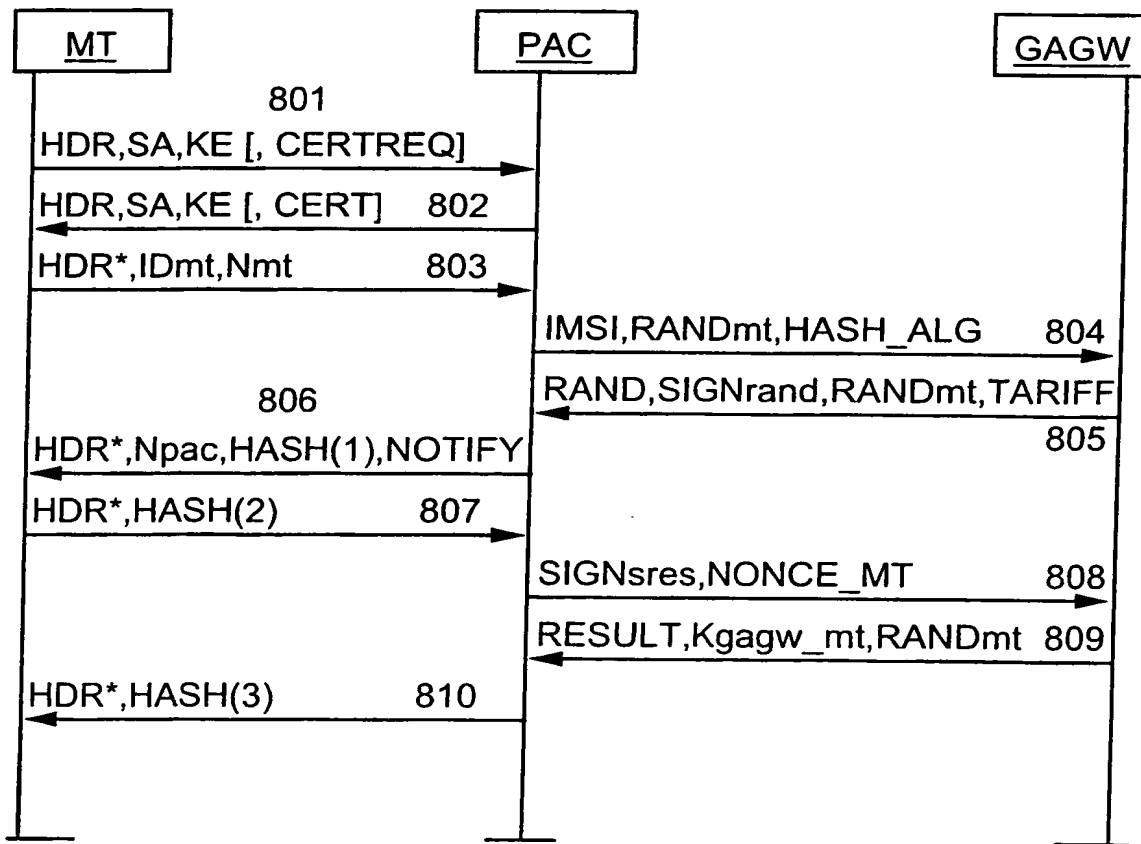 MT PAC GAGW
801
HDR,SA,KE [, CERTREQ]
HDR,SA,KE [, CERT] 802
HDR*,IDmt,Nmt 803
IMSI,RANDmt,HASH_ALG 804
RAND,SIGNrand,RANDmt,TARIFF
805
806
HDR*,Npac,HASH(1),NOTIFY
HDR*,HASH(2) 807
SIGNsres,NONCE_MT 808
RESULT,Kgagw_mt,RANDmt 809
HDR*,HASH(3) 810